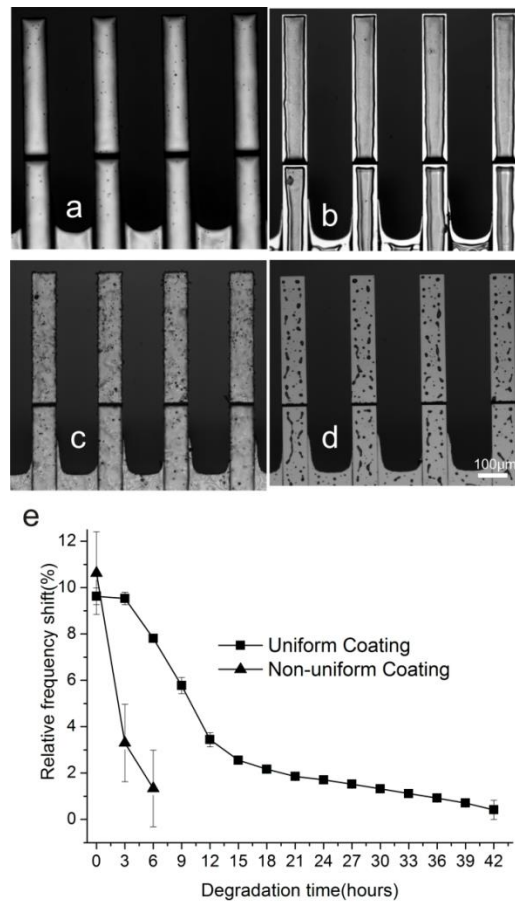 a
b
c
d
100μm
e
Relative frequency shift(%)
12
10
8
6
4
2
0
Uniform Coating
Non-uniform Coating
0 3 6 9 12 15 18 21 24 27 30 33 36 39 42
Degradation time(hours)